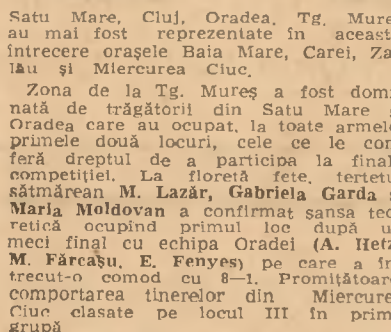 Satu Mare, Cluj, Oradea, Tg. Mure
au mai fost reprezentate în aceast
întrecere orașele Baia Mare, Carei, Za
lău și Miercurea Ciuc.
Zona de la Tg. Mureș a fost domi
nată de trăgătorii din Satu Mare
Oradea care au ocupat, la toate armel
primele două locuri, cele ce le con
feră dreptul de a participa la final
competiției. La floretă fete, tertetu
sătmărean M. Lazăr, Gabriela Garda ș
Maria Moldovan a confirmat șansa teo
retică ocupînd primul loc după u
meci final cu echipa Oradei (A. Hetz
M. Fărcașu, E. Fenyes) pe care a în
trecut-o comod cu 8—1. Promițătoar
comportarea tinerelor din Miercure
Ciuc clasate pe locul III în prim
grupă